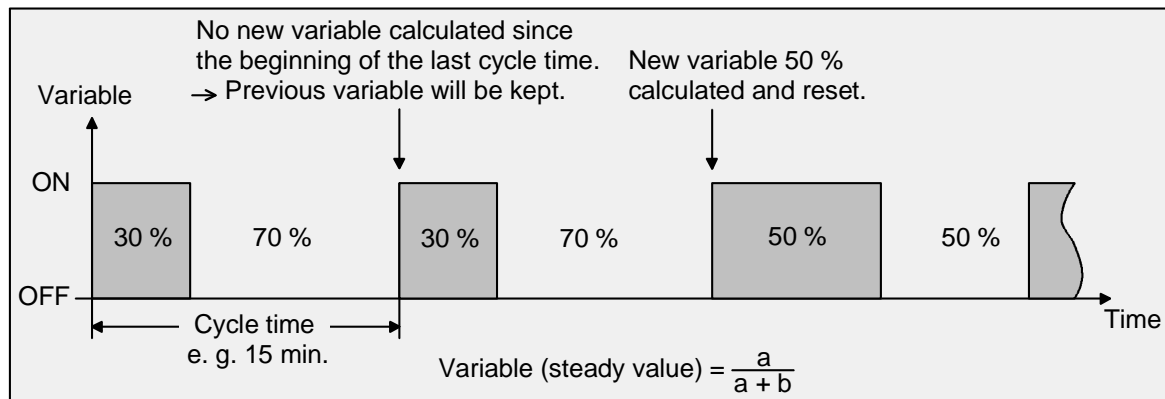 No new variable calculated since
the beginning of the last cycle time.
→ Previous variable will be kept.
New variable 50 %
calculated and reset.
Variable
ON
30 %
70 %
30 %
70 %
50 %
50 %
OFF
Time
Cycle time
e. g. 15 min.
Variable (steady value) = a
a + b